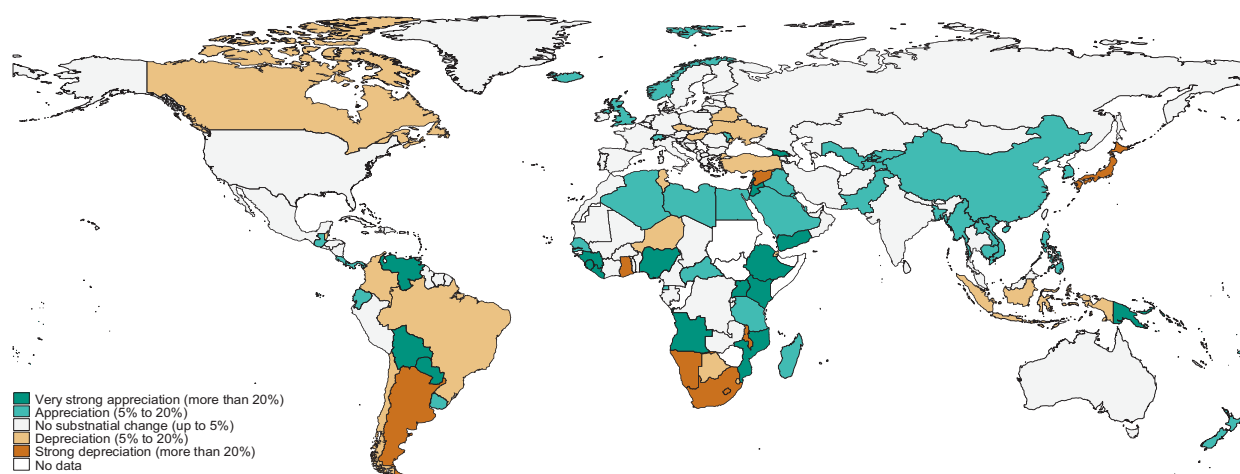 Very strong appreciation (more than 20%)
Appreciation (5% to 20%)
No substnatial change (up to 5%)
Depreciation (5% to 20%)
Strong depreciation (more than 20%)
No data